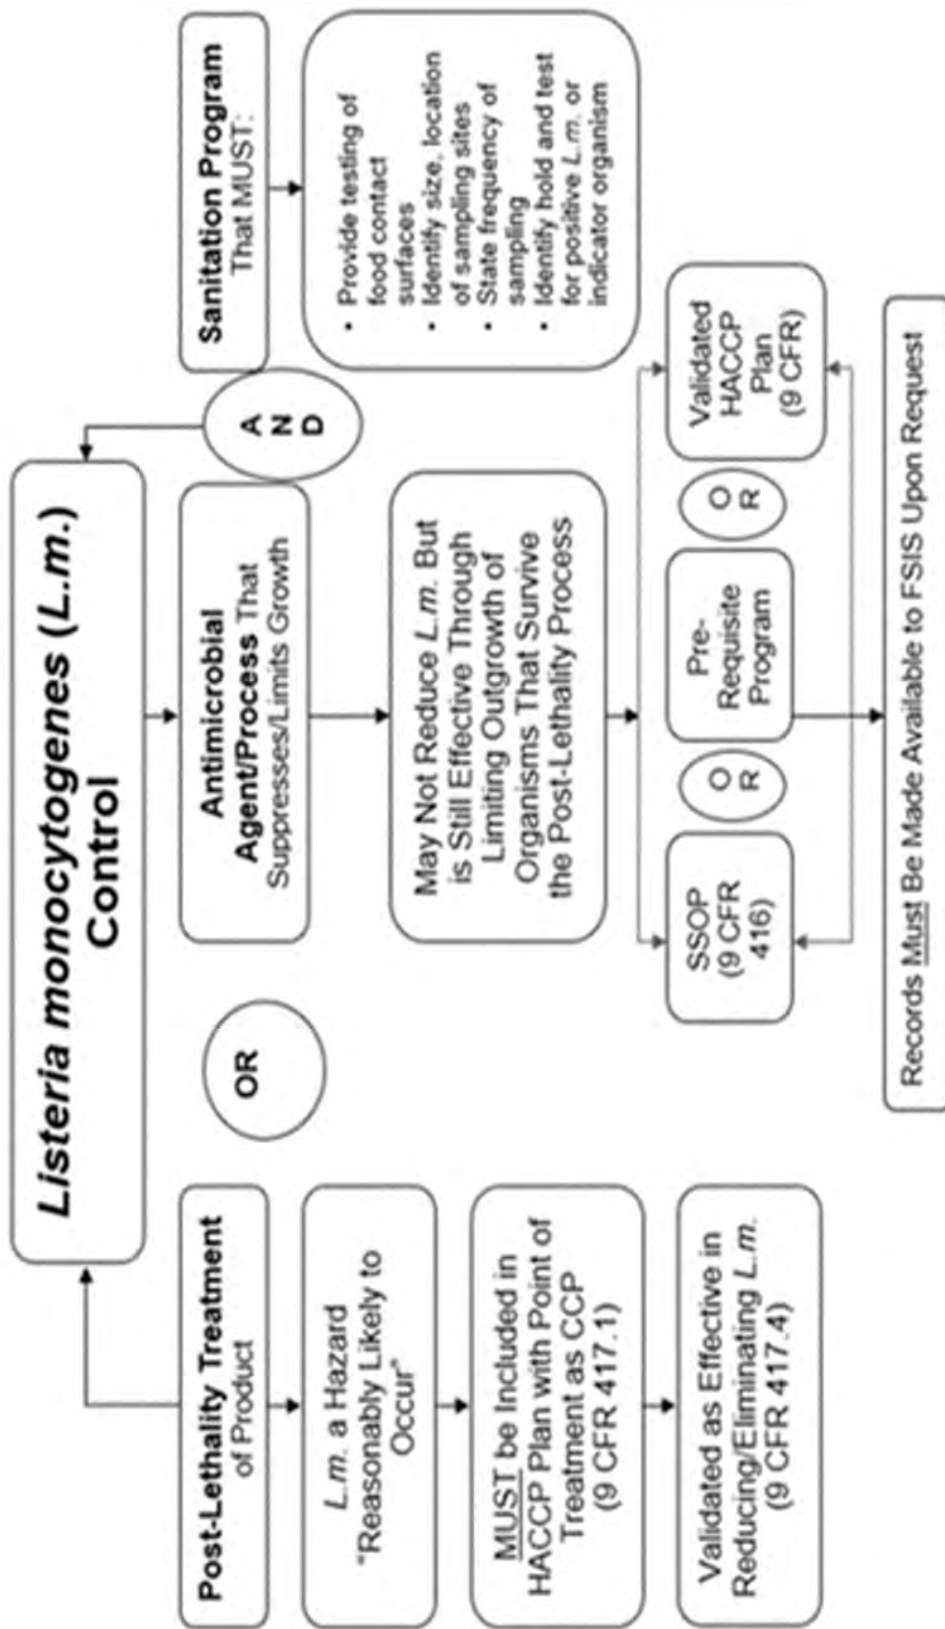 Listeria monocytogenes (L.m.)
Control
Post-Lethality Treatment
of Product
L.m. a Hazard
"Reasonably Likely to
Occur"
MUST be Included in
HACCP Plan with Point of
Treatment as CCP
(9 CFR 417.1)
Validated as Effective in
Reducing/Eliminating L.m.
(9 CFR 417.4)
OR
Antimicrobial
Agent/Process That
Suppresses/Limits Growth
May Not Reduce L.m. But
is Still Effective Through
Limiting Outgrowth of
Organisms That Survive
the Post-Lethality Process
SSOP
(9 CFR
416)
O
R
Pre-
Requisite
Program
O
R
Validated
HACCP
Plan
(9 CFR)
Records Must Be Made Available to FSIS Upon Request
A
N
D
Sanitation Program
That MUST:
• Provide testing of
food contact
surfaces
• Identify size, location
of sampling sites
• State frequency of
sampling
• Identify hold and test
for positive L.m. or
indicator organism